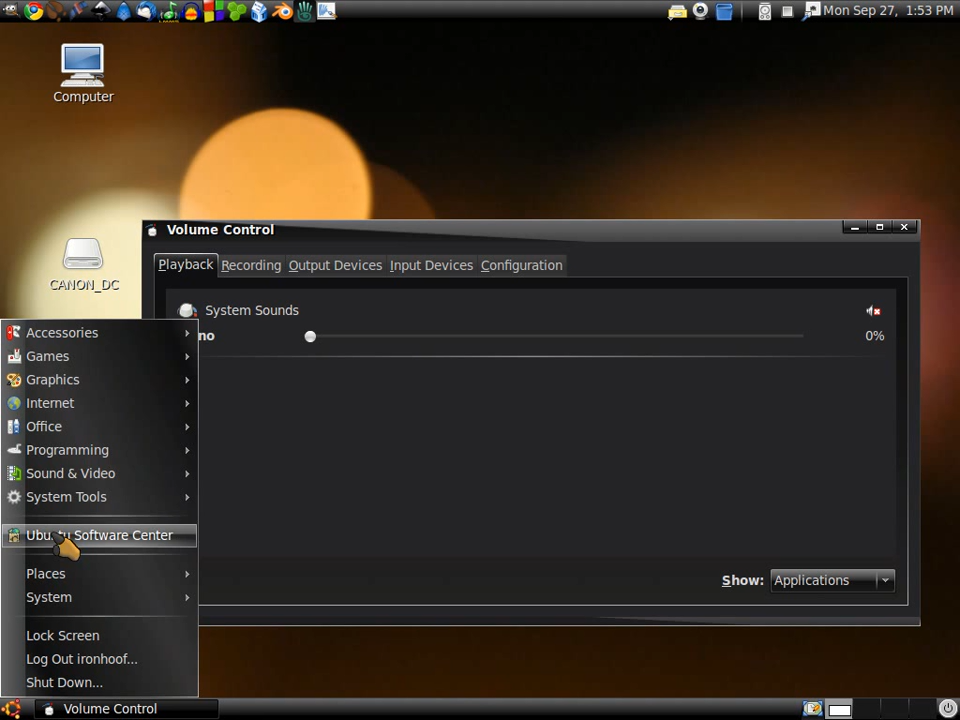 Mon Sep 27, 1:53 PM
Computer
CANON_DC
Volume Control
Playback Recording Output Devices Input Devices Configuration
System Sounds
no 0%
Show: Applications
Accessories
Games
Graphics
Internet
Office
Programming
Sound & Video
System Tools
Ubuntu Software Center
Places
System
Lock Screen
Log Out ironhoof...
Shut Down...
Volume Control